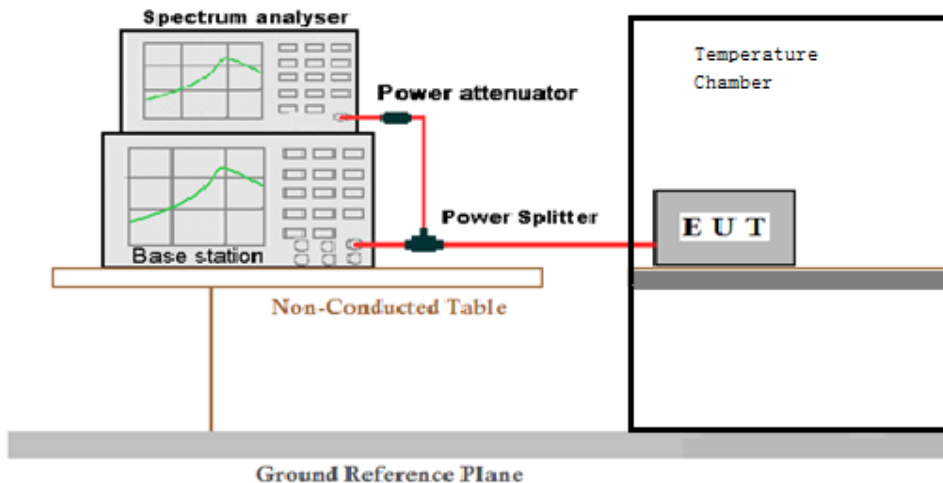 Spectrum analyser
Temperature
Chamber
Power attenuator
Power Splitter
E U T
Base station
Non-Conducted Table
Ground Reference Plane